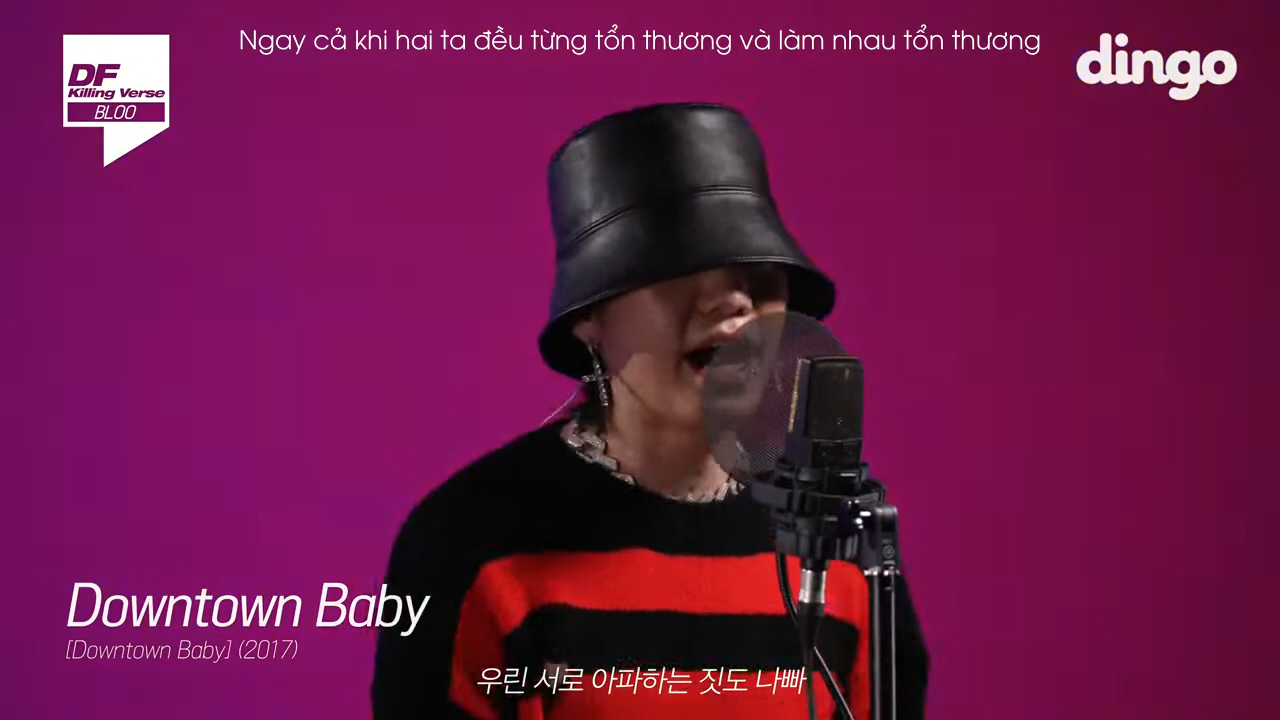 Ngay cả khi hai ta đều từng tổn thương và làm nhau tổn thương
DF
Killing Verse
BLOO
dingo
Downtown Baby
[Downtown Baby] (2017)
우린 서로 아파하는 짓도 나빠